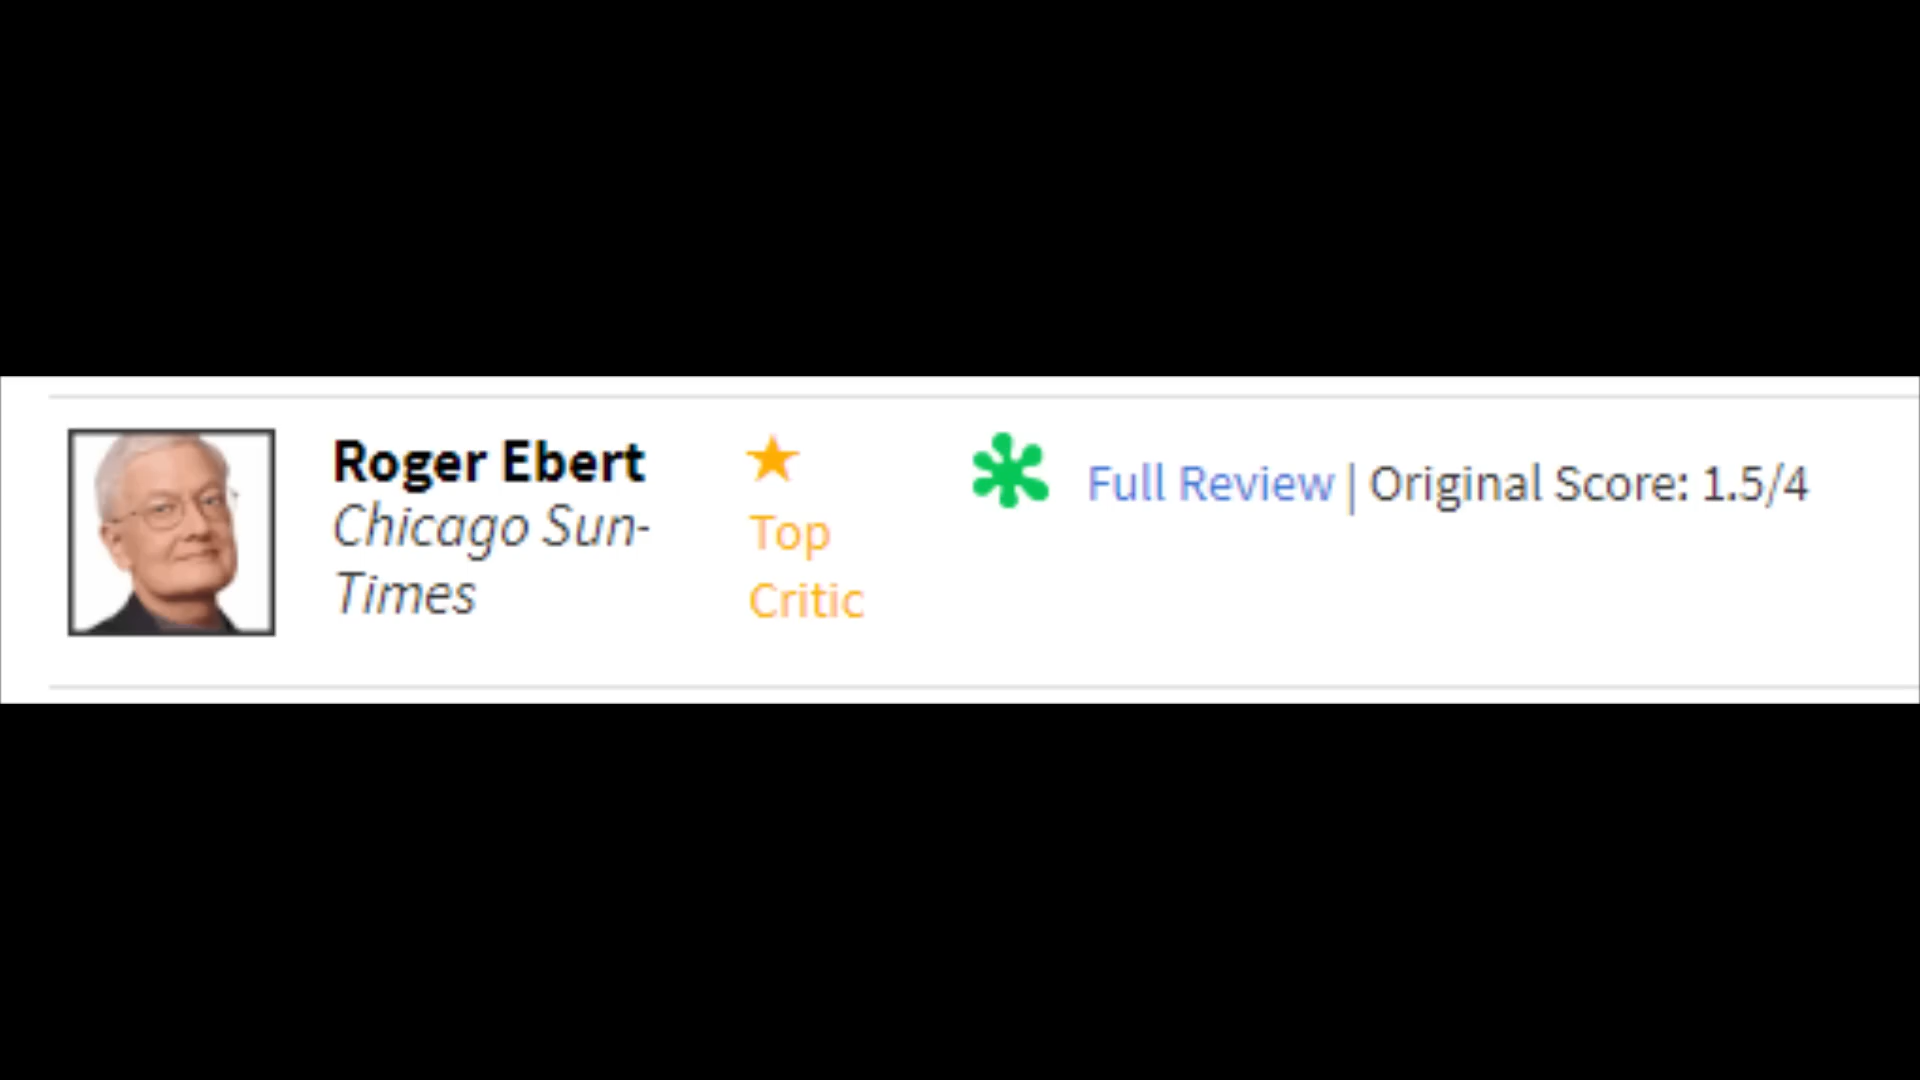 Roger Ebert
Chicago Sun-
Times
Top
Critic
Full Review | Original Score: 1.5/4